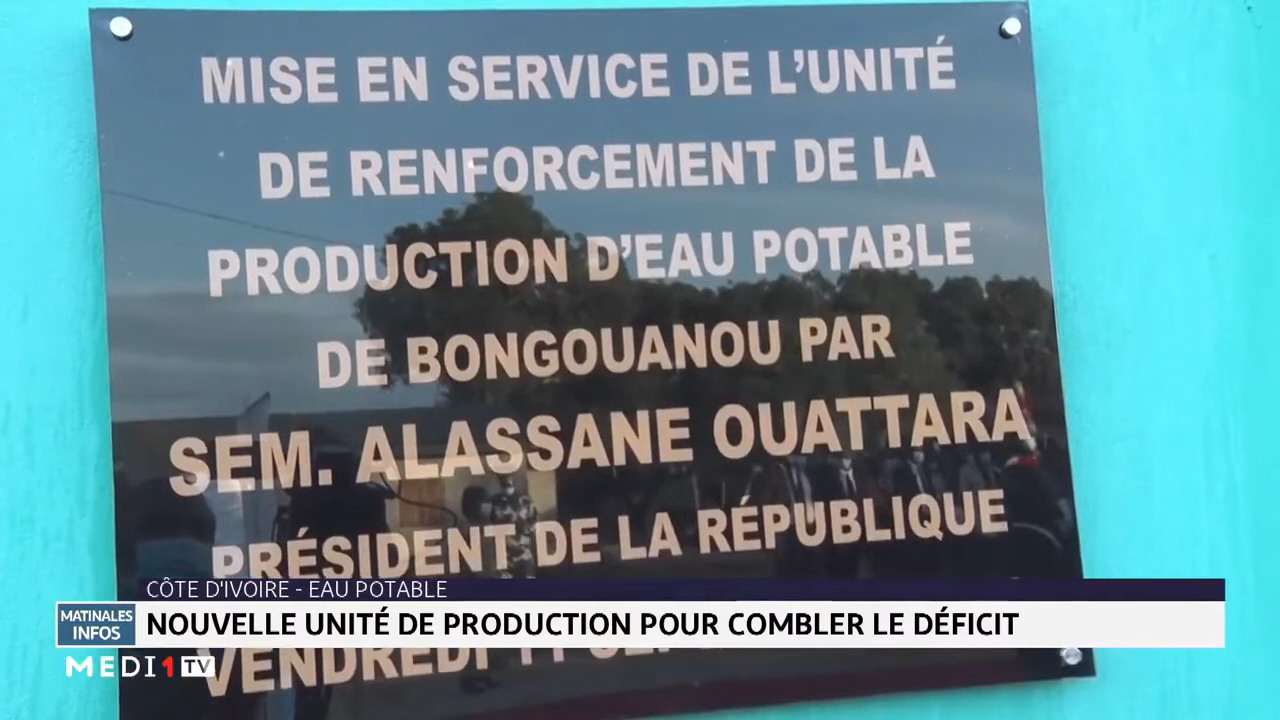 MISE EN SERVICE DE L'UNITÉ
DE RENFORCEMENT DE LA
PRODUCTION D'EAU POTABLE
DE BONGOUANOU PAR
SEM. ALASSANE OUATTARA
PRÉSIDENT DE LA RÉPUBLIQUE
VENDREDI
CÔTE D'IVOIRE - EAU POTABLE
MATINALES
INFOS
NOUVELLE UNITÉ DE PRODUCTION POUR COMBLER LE DÉFICIT
MEDI1TV